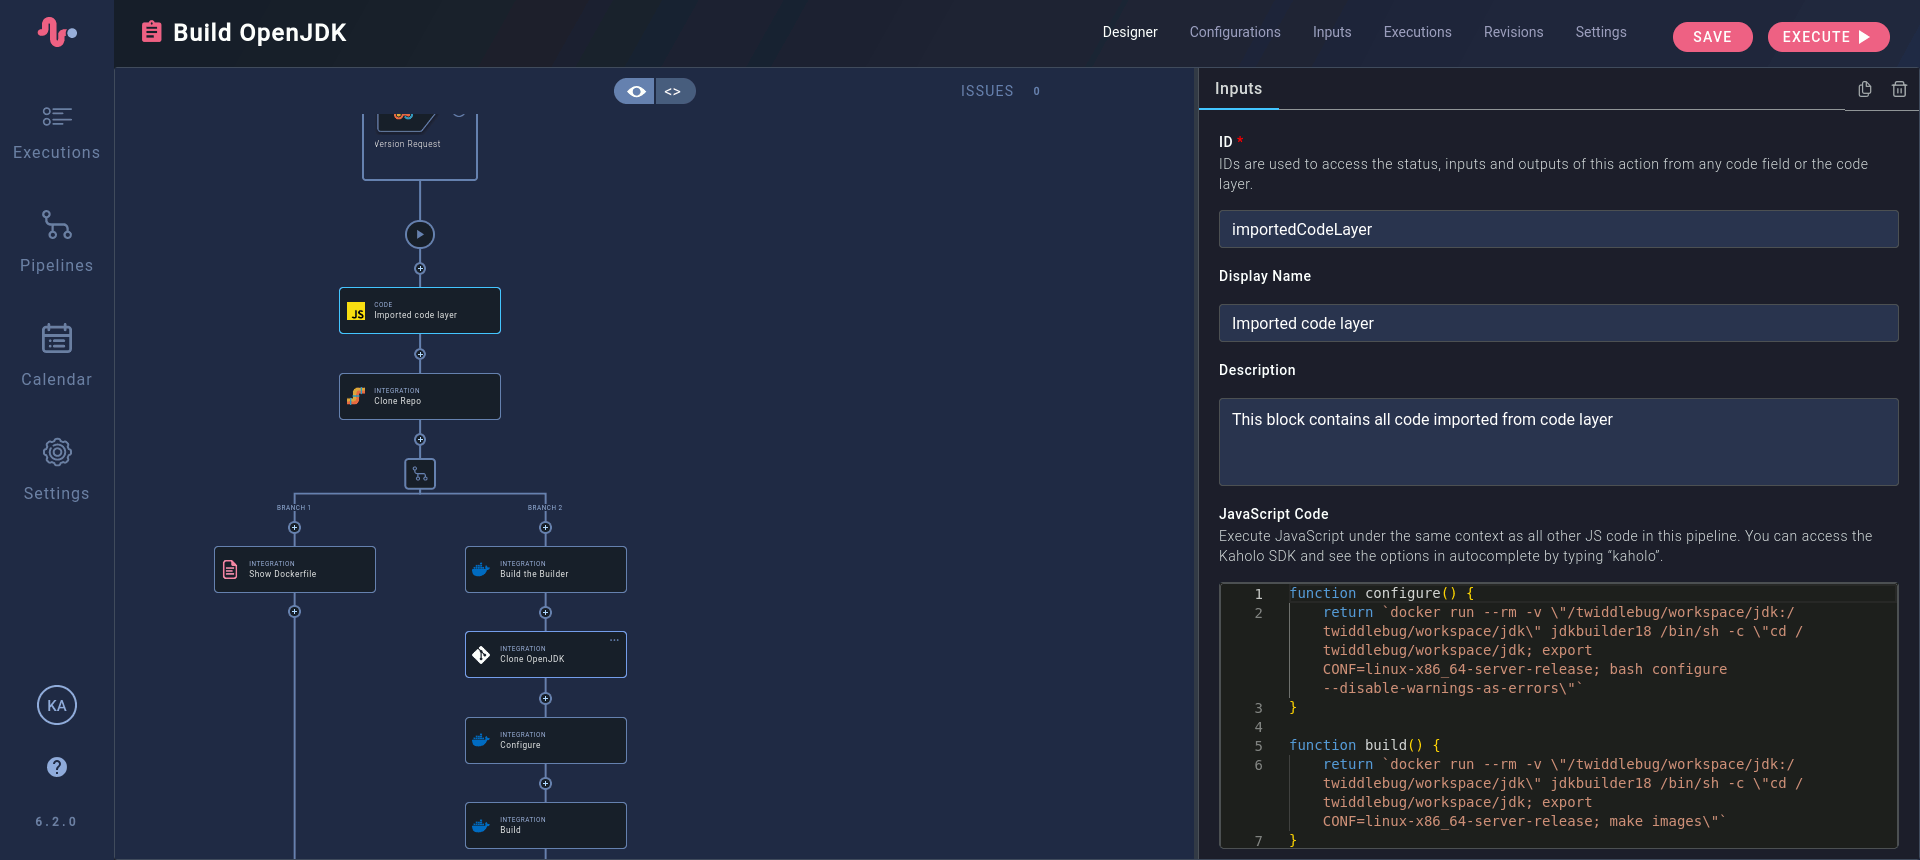 Build OpenJDK
Designer
Configurations
Inputs
Executions
Revisions
Settings
SAVE
EXECUTE
Executions
Pipelines
Calendar
Settings
KA
?
6.2.0
<>
ISSUES 0
Version Request
JS
CODE
Imported code layer
INTEGRATION
Clone Repo
BRANCH 1
BRANCH 2
INTEGRATION
Show Dockerfile
INTEGRATION
Build the Builder
INTEGRATION
Clone OpenJDK
INTEGRATION
Configure
INTEGRATION
Build
Inputs
ID *
IDs are used to access the status, inputs and outputs of this action from any code field or the code
layer.
importedCodeLayer
Display Name
Imported code layer
Description
This block contains all code imported from code layer
JavaScript Code
Execute JavaScript under the same context as all other JS code in this pipeline. You can access the
Kaholo SDK and see the options in autocomplete by typing “kaholo”.
1 function configure() {
2 return `docker run --rm -v \"/twiddlebug/workspace/jdk:/
twiddlebug/workspace/jdk\" jdkbuilder18 /bin/sh -c \"cd /
twiddlebug/workspace/jdk; export
CONF=linux-x86_64-server-release; bash configure
--disable-warnings-as-errors\"`
3 }
4
5 function build() {
6 return `docker run --rm -v \"/twiddlebug/workspace/jdk:/
twiddlebug/workspace/jdk\" jdkbuilder18 /bin/sh -c \"cd /
twiddlebug/workspace/jdk; export
CONF=linux-x86_64-server-release; make images\"`
7 }